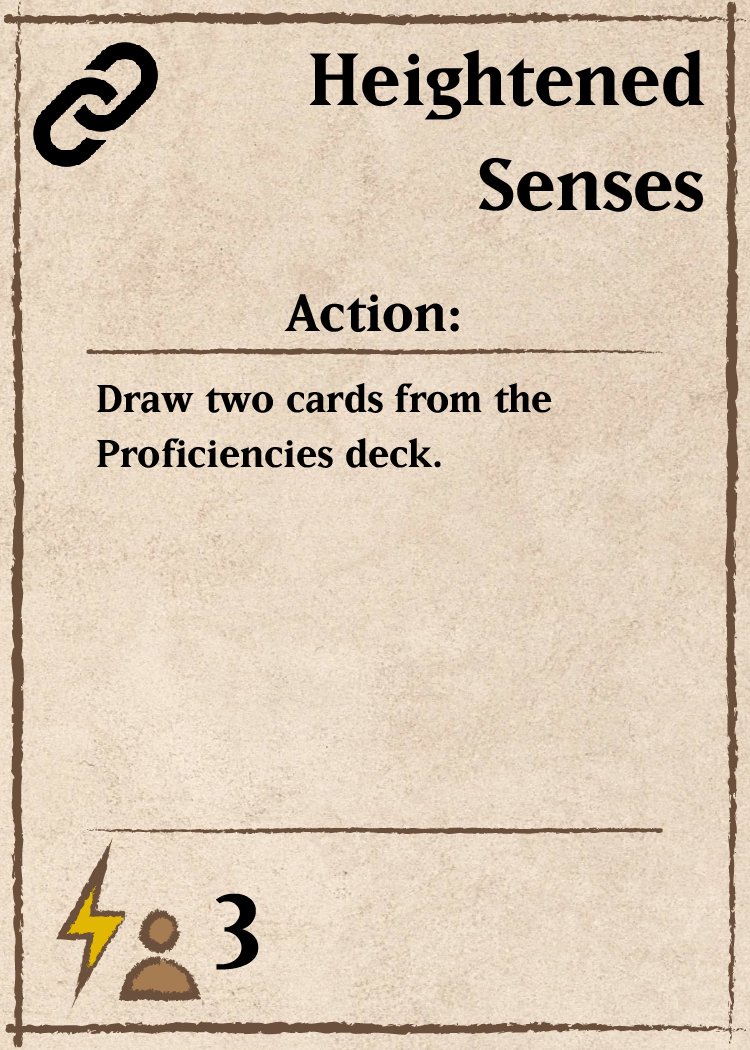 Heightened
Senses
Action:
Draw two cards from the
Proficiencies deck.
3